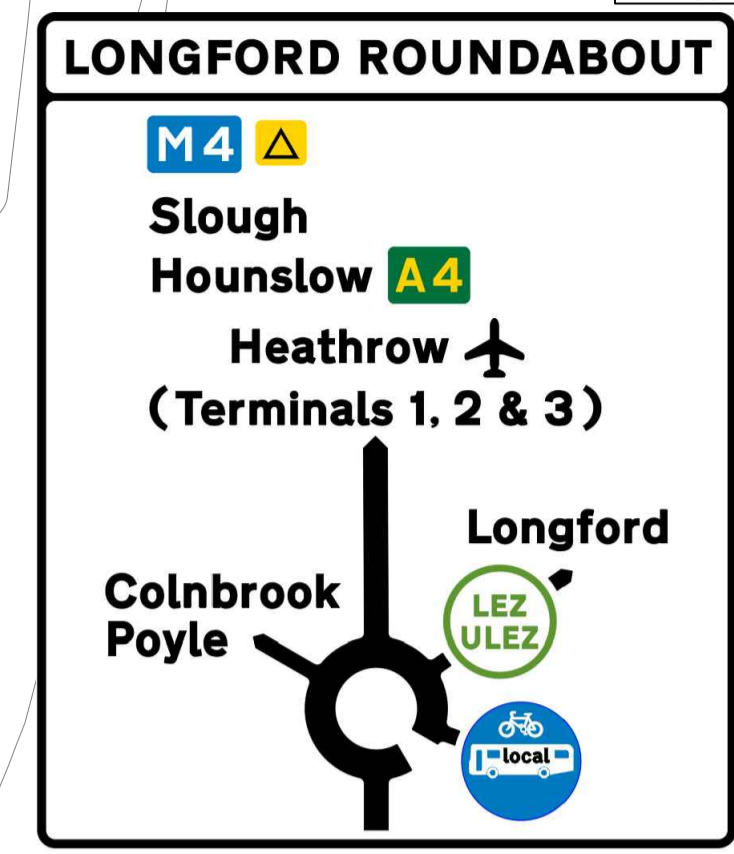 LONGFORD ROUNDABOUT
M4
Slough
Hounslow A4
Heathrow
(Terminals 1, 2 & 3)
Longford
Colnbrook
Poyle
LEZ
ULEZ
local